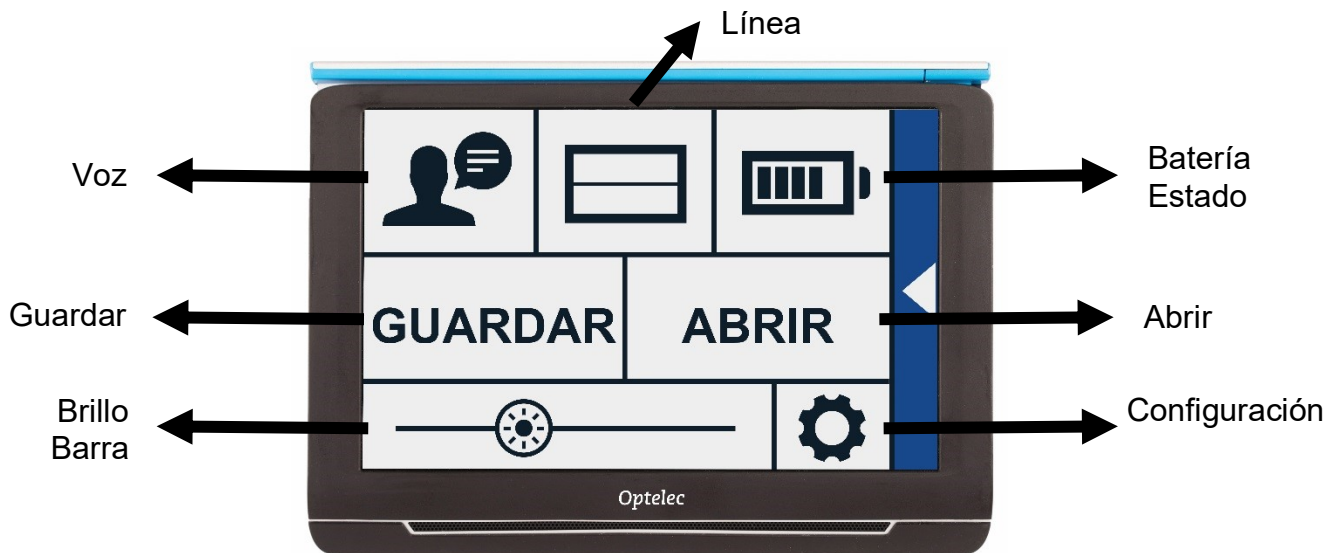 Línea
Voz
Batería
Estado
Guardar
GUARDAR
ABRIR
Abrir
Brillo
Barra
Configuración
Optelec